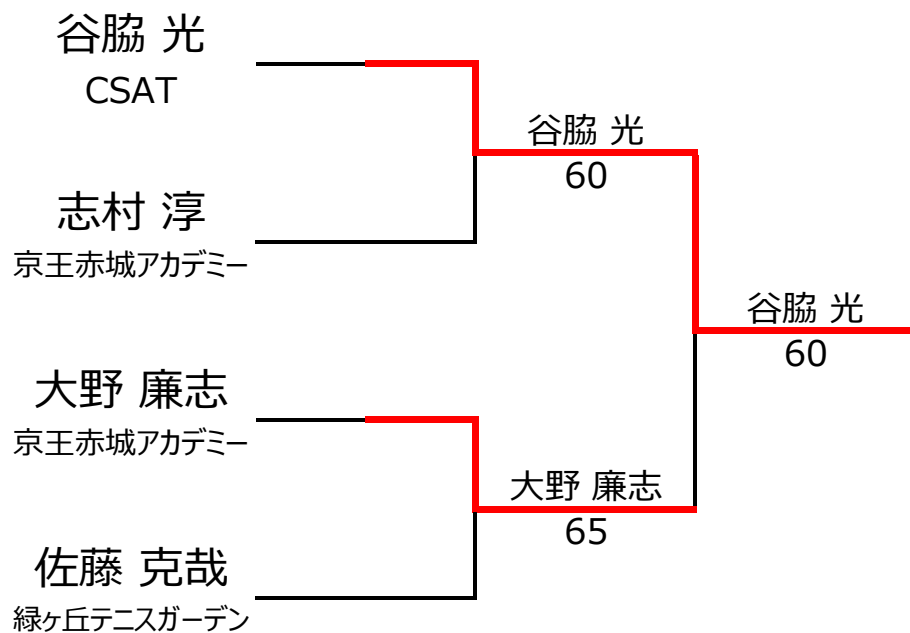 谷脇 光
CSAT
志村 淳
京王赤城アカデミー
大野 廉志
京王赤城アカデミー
佐藤 克哉
緑ヶ丘テニスガーデン
谷脇 光
60
大野 廉志
65
谷脇 光
60